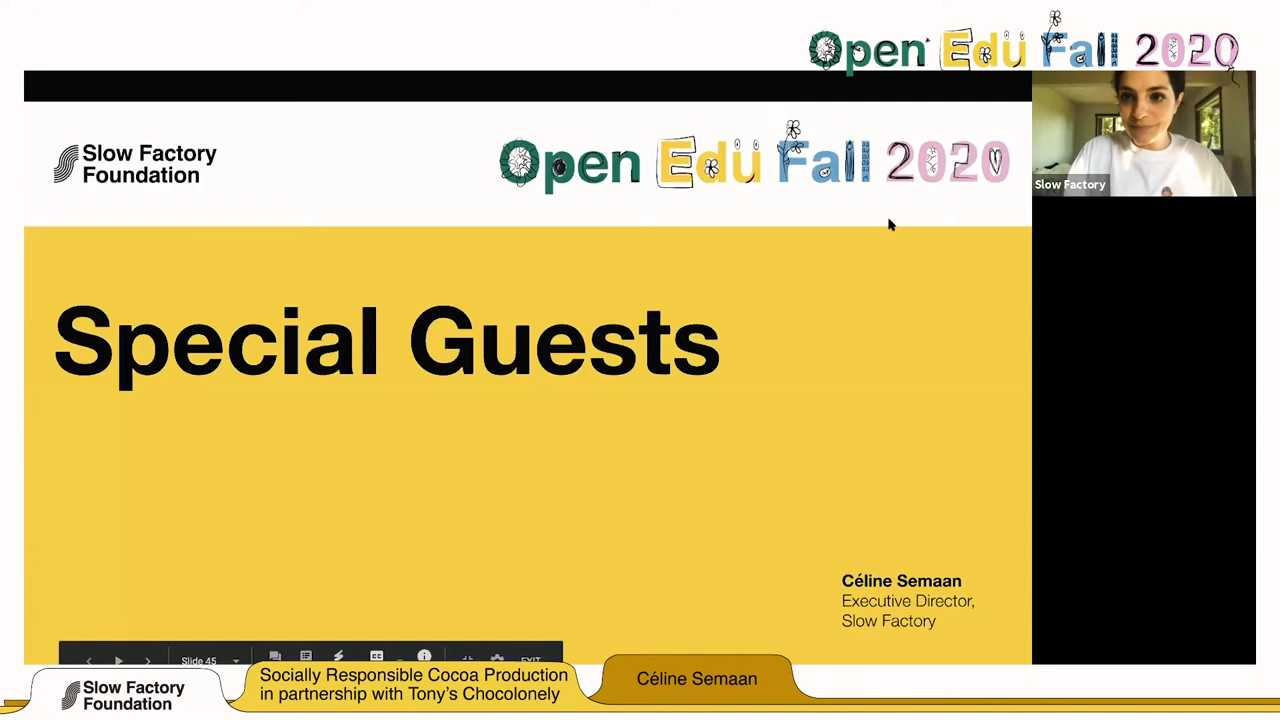 Open Edu Fall 2020
Slow Factory
Foundation
Open Edu Fall 2020
Slow Factory
Special Guests
Céline Semaan
Executive Director,
Slow Factory
Slide 45
EXIT
Slow Factory
Foundation
Socially Responsible Cocoa Production
in partnership with Tony's Chocolonely
Céline Semaan